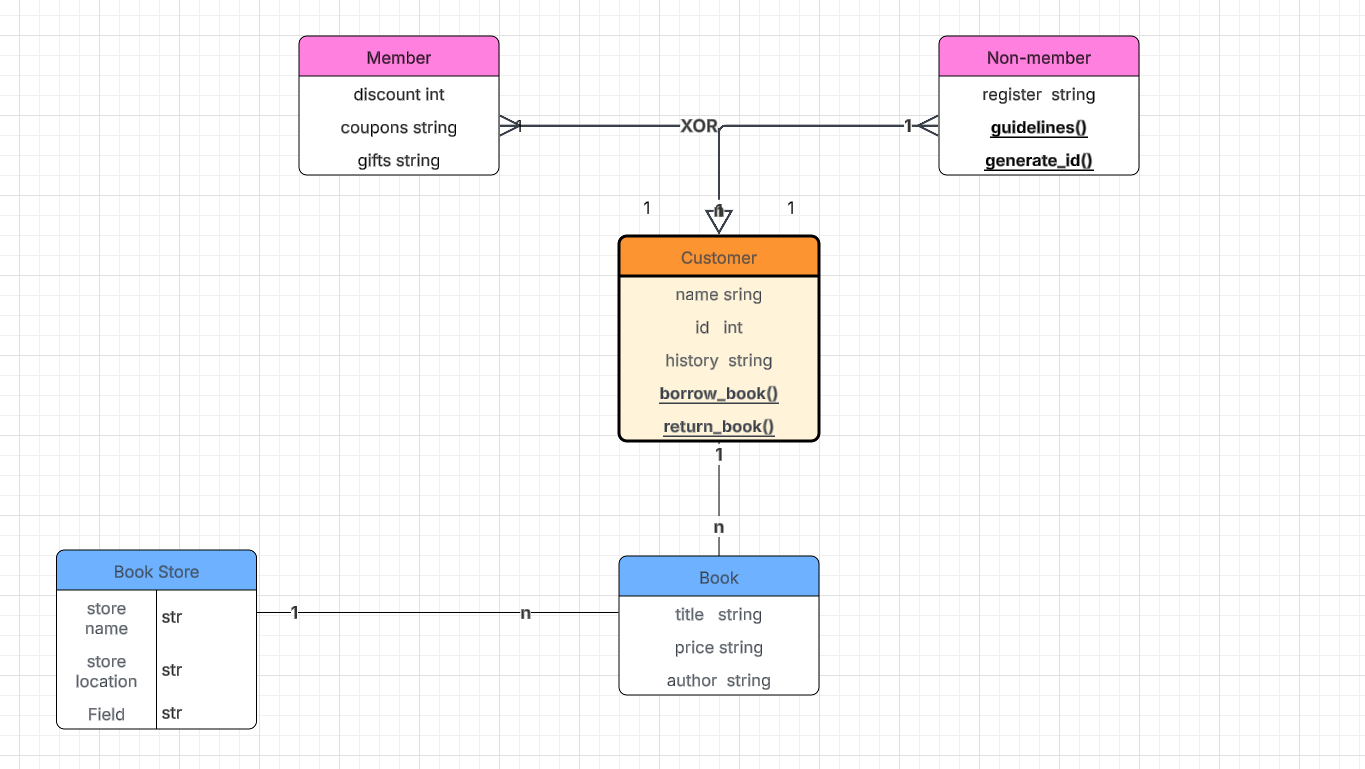 Member
discount int
coupons string
gifts string
Non-member
register string
guidelines()
generate_id()
1
XOR
1
1
n
1
Customer
name sring
id int
history string
borrow_book()
return_book()
1
n
Book Store
store name str
store location str
Field str
1
n
Book
title string
price string
author string